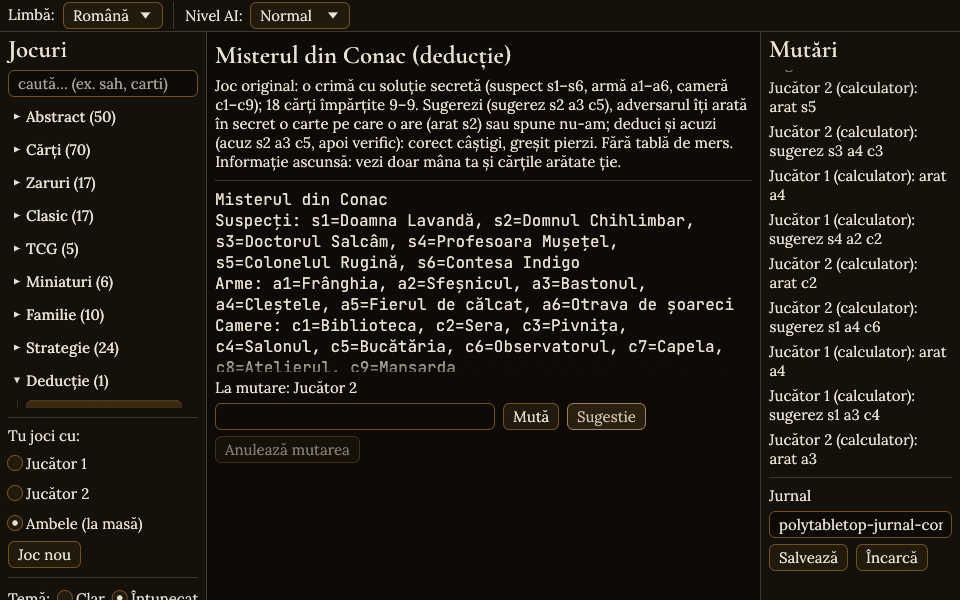 Limbă: Română Nivel AI: Normal
Jocuri
caută... (ex. sah, carti)
Abstract (50)
Cărți (70)
Zaruri (17)
Clasic (17)
TCG (5)
Miniaturi (6)
Familie (10)
Strategie (24)
Deducție (1)
Tu joci cu:
Jucător 1
Jucător 2
Ambele (la masă)
Joc nou
Temă: Clar Întunecat
Misterul din Conac (deducție)
Joc original: o crimă cu soluție secretă (suspect s1–s6, armă a1–a6, cameră
c1–c9); 18 cărți împărțite 9–9. Sugerezi (sugerez s2 a3 c5), adversarul îți arată
în secret o carte pe care o are (arat s2) sau spune nu-am; deduci și acuzi
(acuz s2 a3 c5, apoi verific): corect câștigi, greșit pierzi. Fără tablă de mers.
Informație ascunsă: vezi doar mâna ta și cărțile arătate ție.
Misterul din Conac
Suspecți: s1=Doamna Lavandă, s2=Domnul Chihlimbar,
s3=Doctorul Salcâm, s4=Profesoara Mușețel,
s5=Colonelul Rugină, s6=Contesa Indigo
Arme: a1=Frânghia, a2=Sfeșnicul, a3=Bastonul,
a4=Cleștele, a5=Fierul de călcat, a6=Otrava de șoareci
Camere: c1=Biblioteca, c2=Sera, c3=Pivnița,
c4=Salonul, c5=Bucătăria, c6=Observatorul, c7=Capela,
c8=Atelierul, c9=Mansarda
La mutare: Jucător 2
Mută Sugestie
Anulează mutarea
Mutări
Jucător 2 (calculator):
arat s5
Jucător 2 (calculator):
sugerez s3 a4 c3
Jucător 1 (calculator): arat
a4
Jucător 1 (calculator):
sugerez s4 a2 c2
Jucător 2 (calculator):
arat c2
Jucător 2 (calculator):
sugerez s1 a4 c6
Jucător 1 (calculator): arat
a4
Jucător 1 (calculator):
sugerez s1 a3 c4
Jucător 2 (calculator):
arat a3
Jurnal
polytabletop-jurnal-cor
Salvează Încarcă